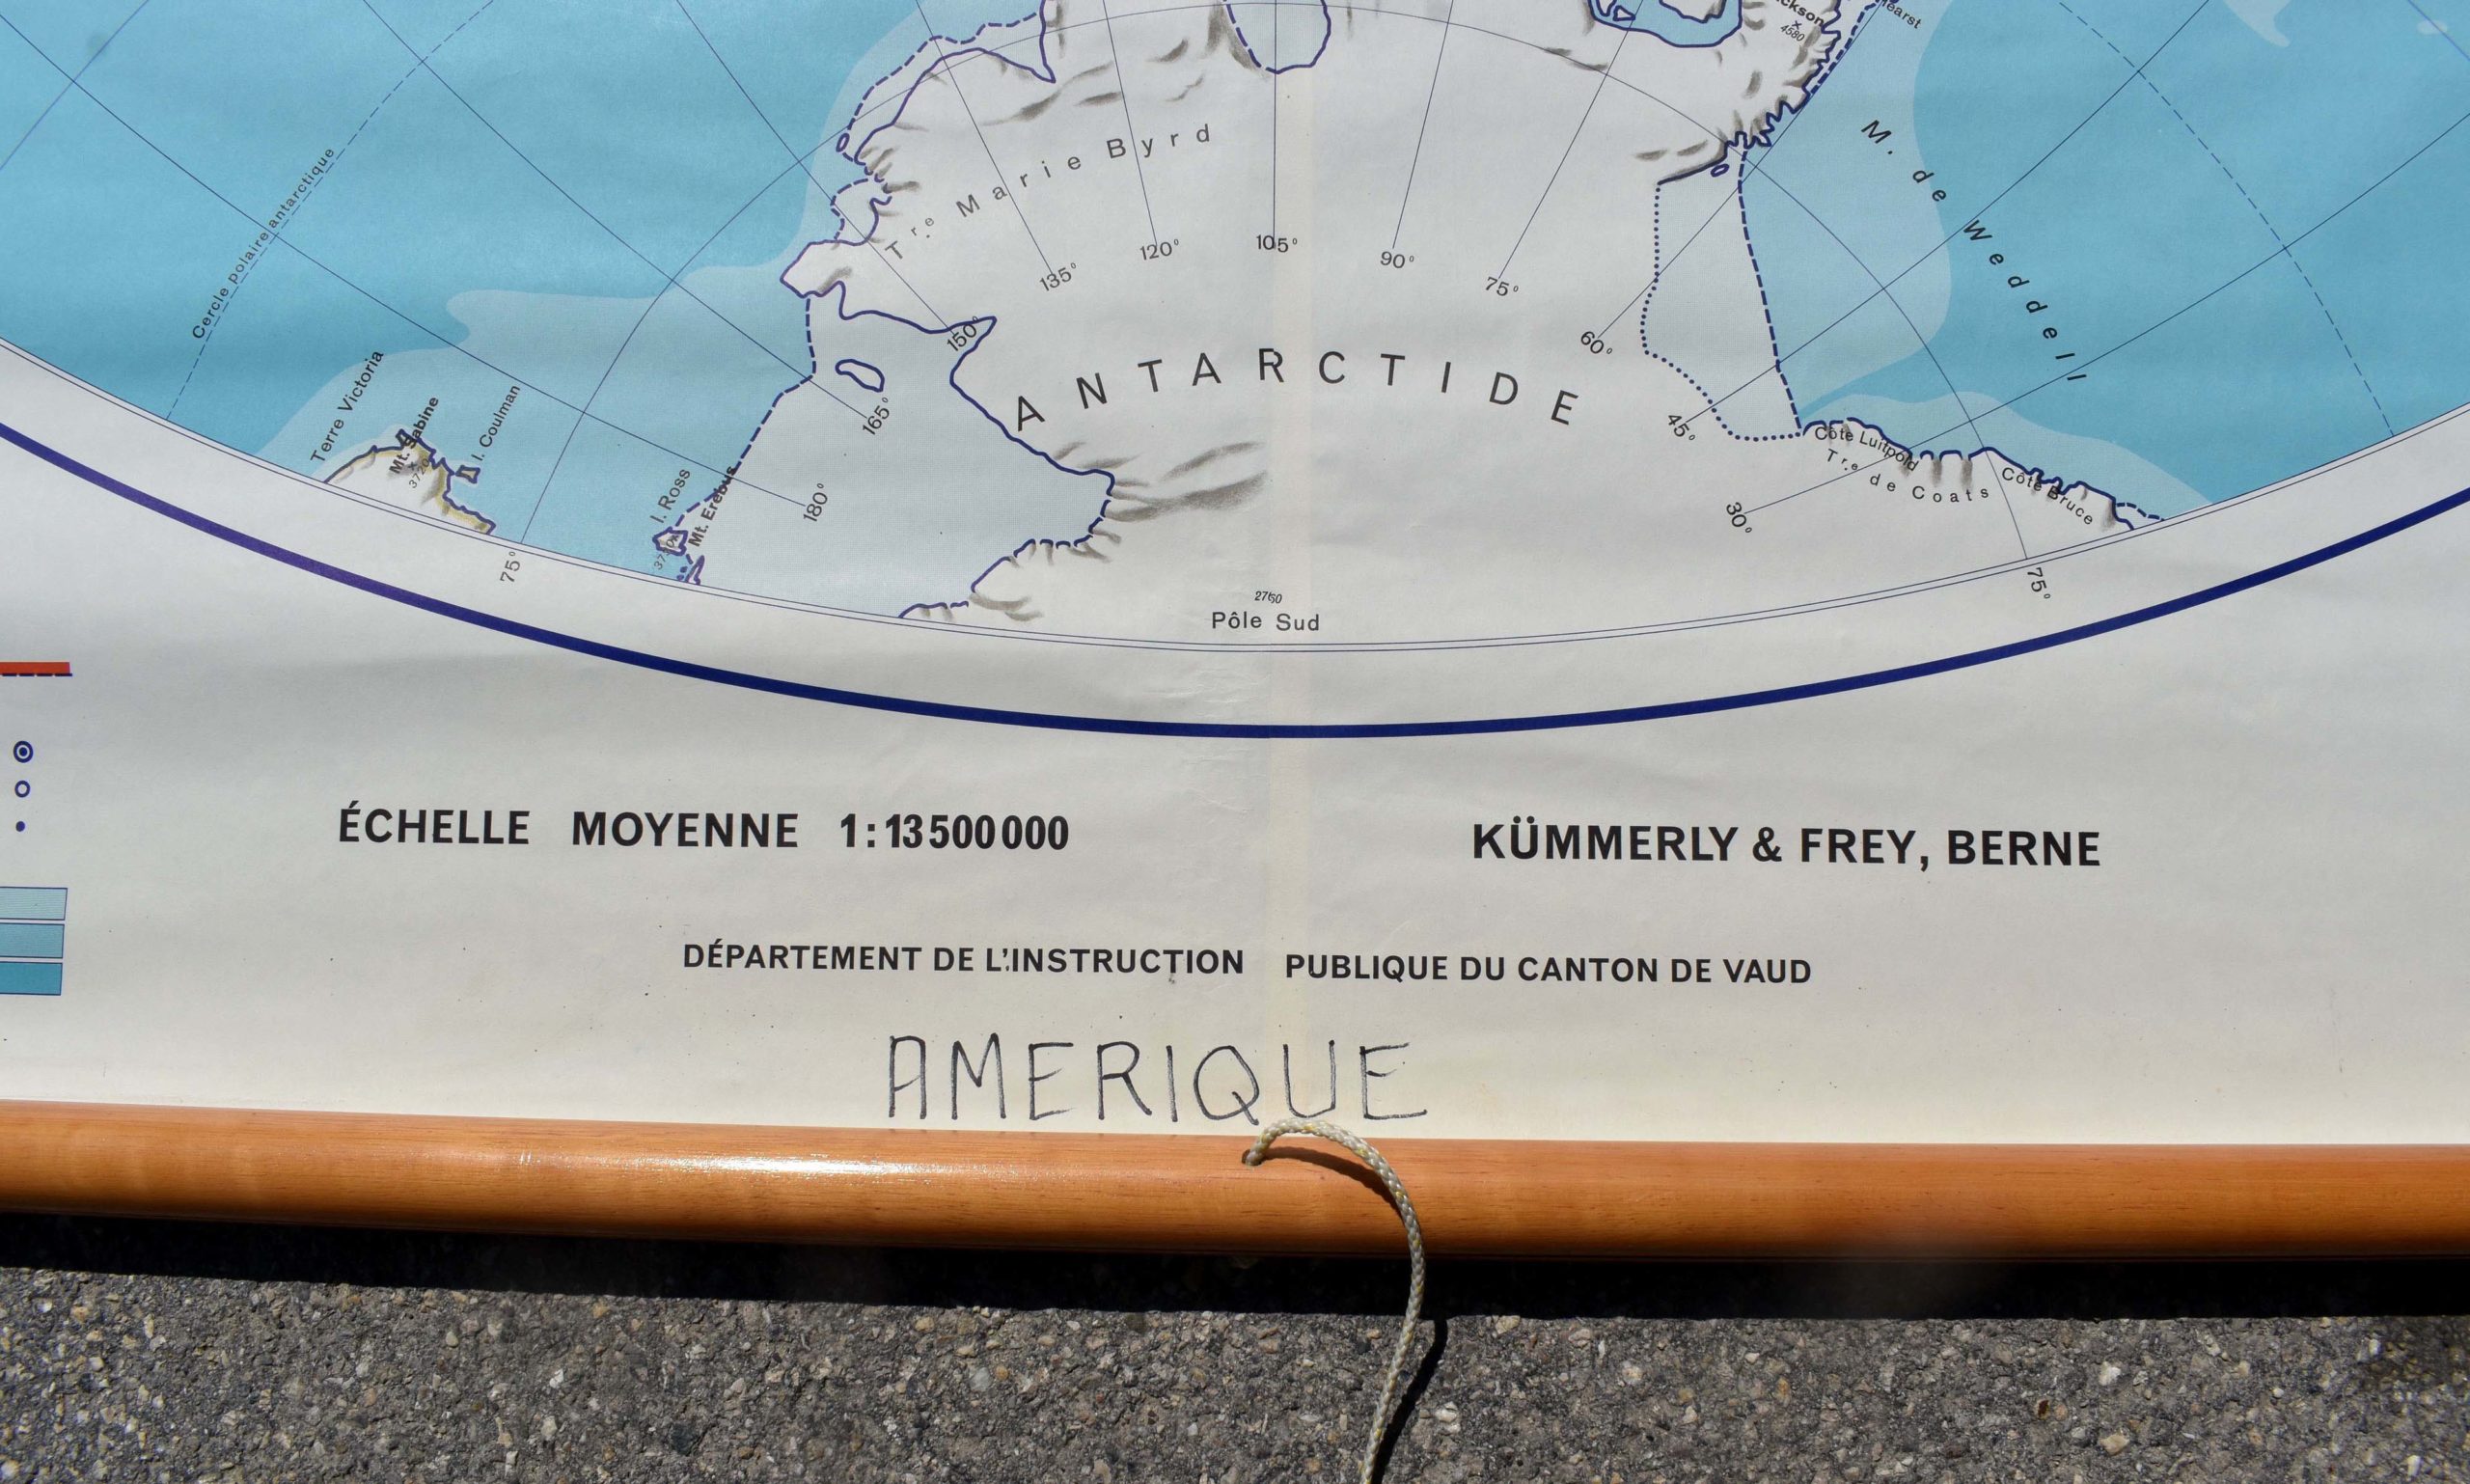 4580
Cercle polaire antarctique
Tre Marie Byrd
M. de Weddell
135° 120° 105° 90° 75°
150° 60°
165° 45°
180° 30°
ANTARCTIDE
Terre Victoria
Mt. Sabine
I. Coulman
I. Ross
Mt. Erebus
Côte Luitpold
Tre de Coats
Côte Bruce
75° 75°
Pôle Sud
ÉCHELLE MOYENNE 1:13500000
KÜMMERLY & FREY, BERNE
DÉPARTEMENT DE L'INSTRUCTION PUBLIQUE DU CANTON DE VAUD
AMERIQUE